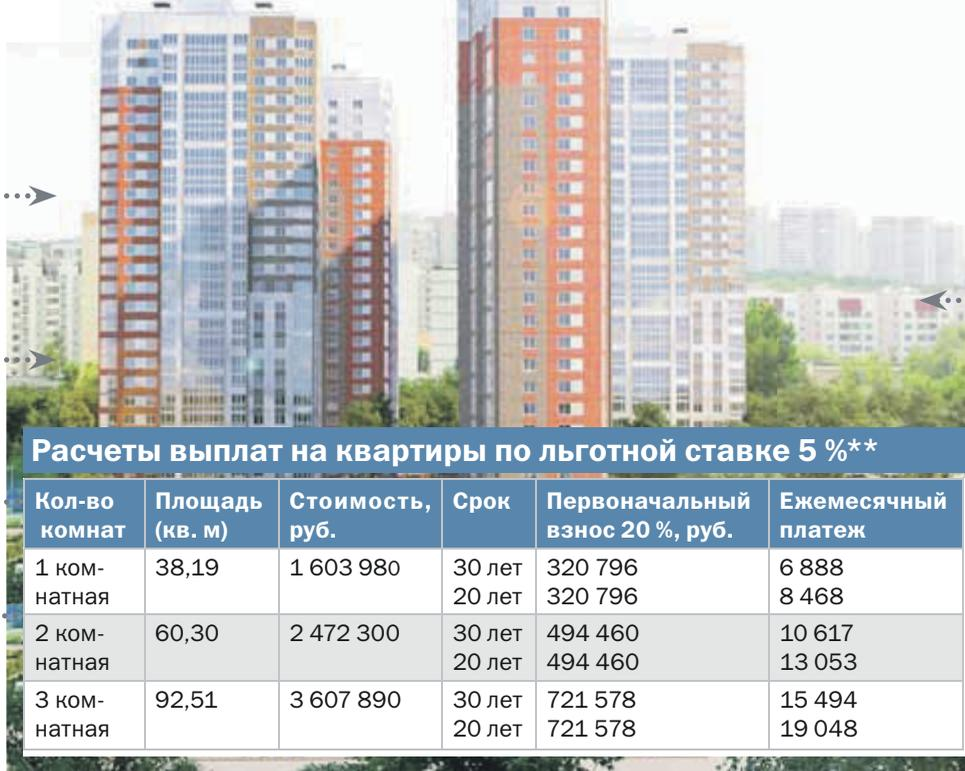 Расчеты выплат на квартиры по льготной ставке 5 %**
Кол-во комнат Площадь (кв. м) Стоимость, руб. Срок Первоначальный взнос 20 %, руб. Ежемесячный платеж
1 ком- 38,19 1 603 980 30 лет 320 796 6 888
натная 20 лет 320 796 8 468
2 ком- 60,30 2 472 300 30 лет 494 460 10 617
натная 20 лет 494 460 13 053
3 ком- 92,51 3 607 890 30 лет 721 578 15 494
натная 20 лет 721 578 19 048